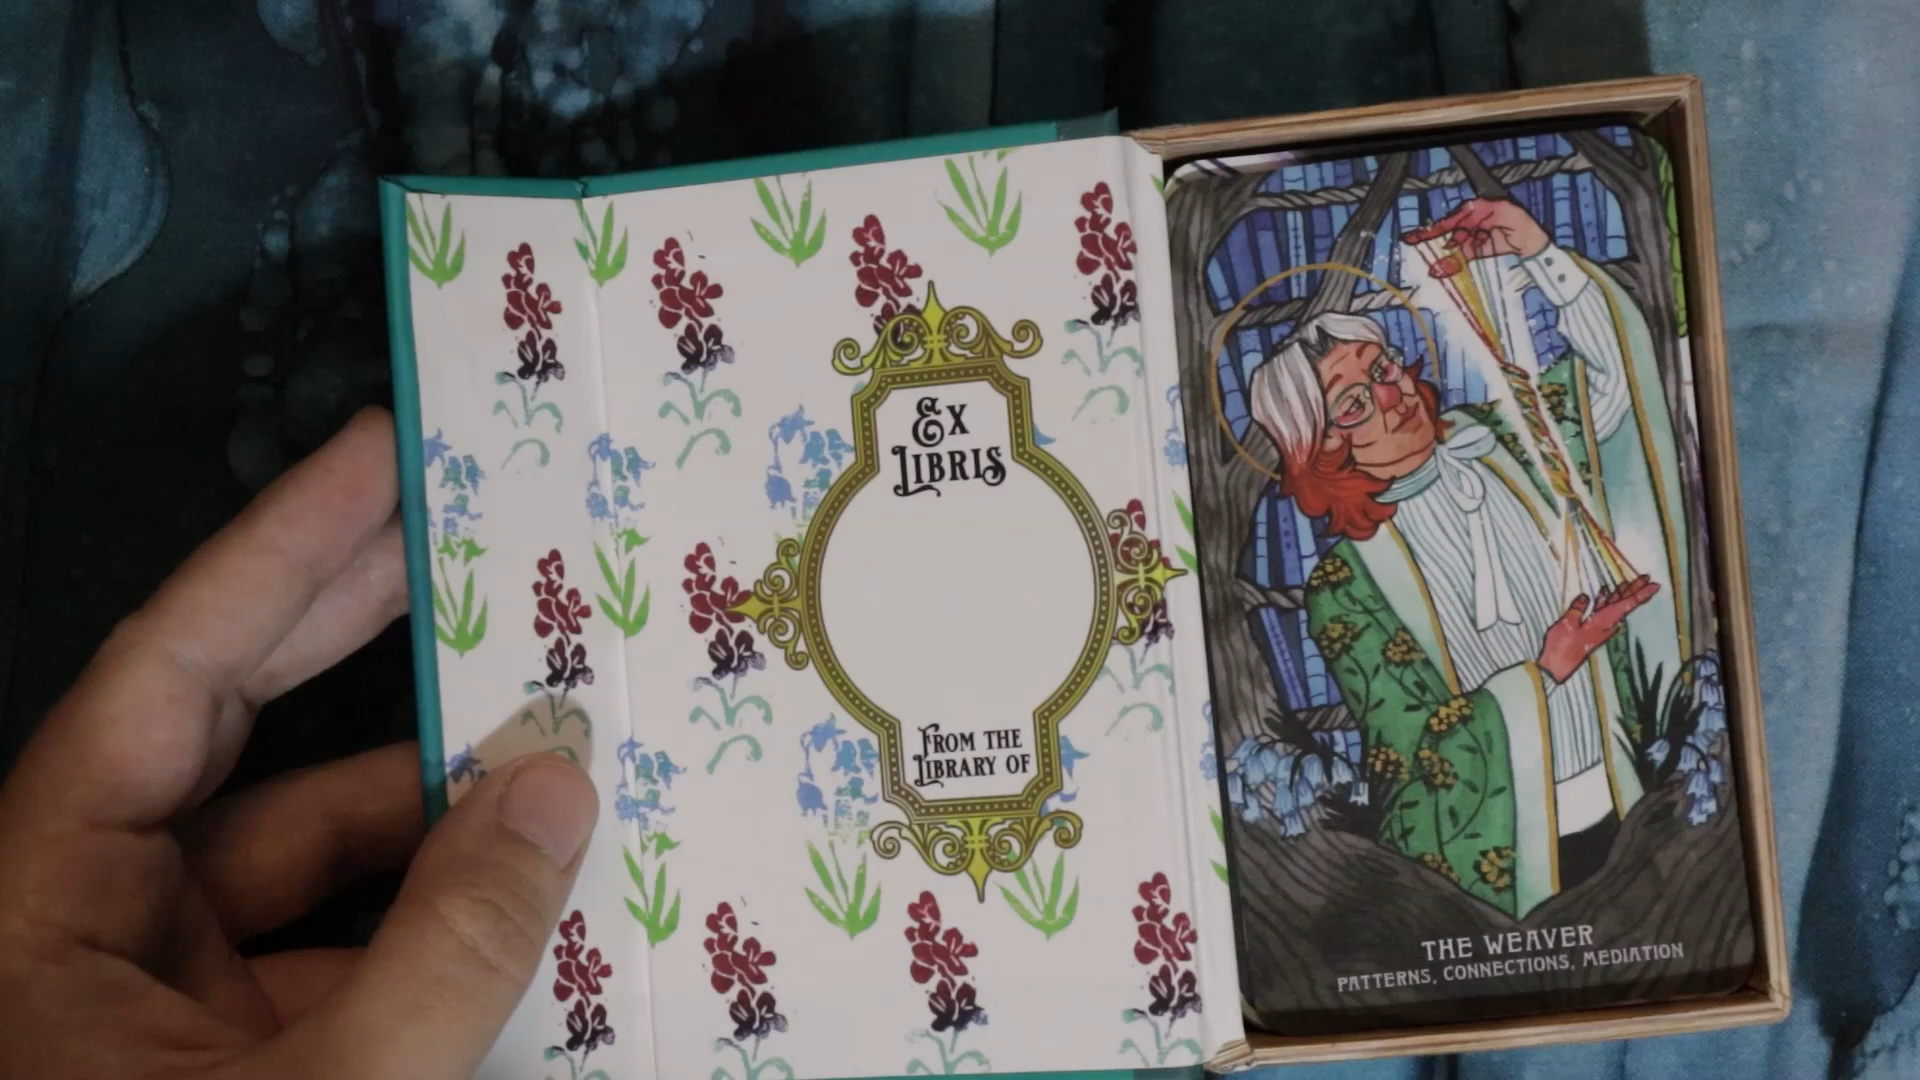 Ex
Libris
From the
Library of
THE WEAVER
PATTERNS, CONNECTIONS, MEDIATION